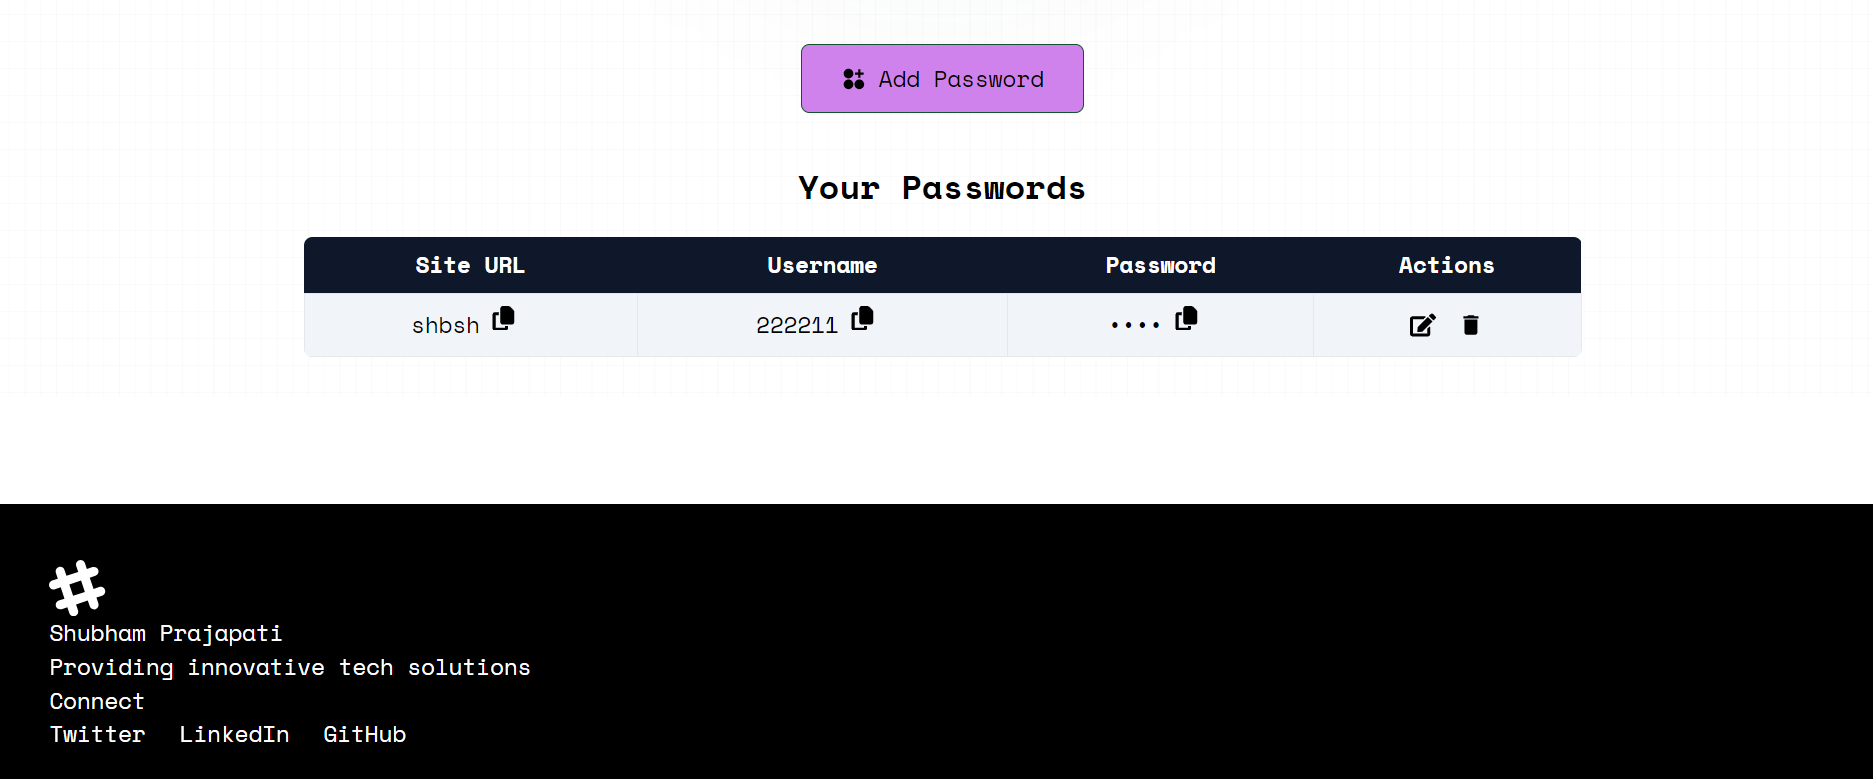 Add Password
Your Passwords
Site URL Username Password Actions
shbsh 222211 ••••
Shubham Prajapati
Providing innovative tech solutions
Connect
Twitter LinkedIn GitHub